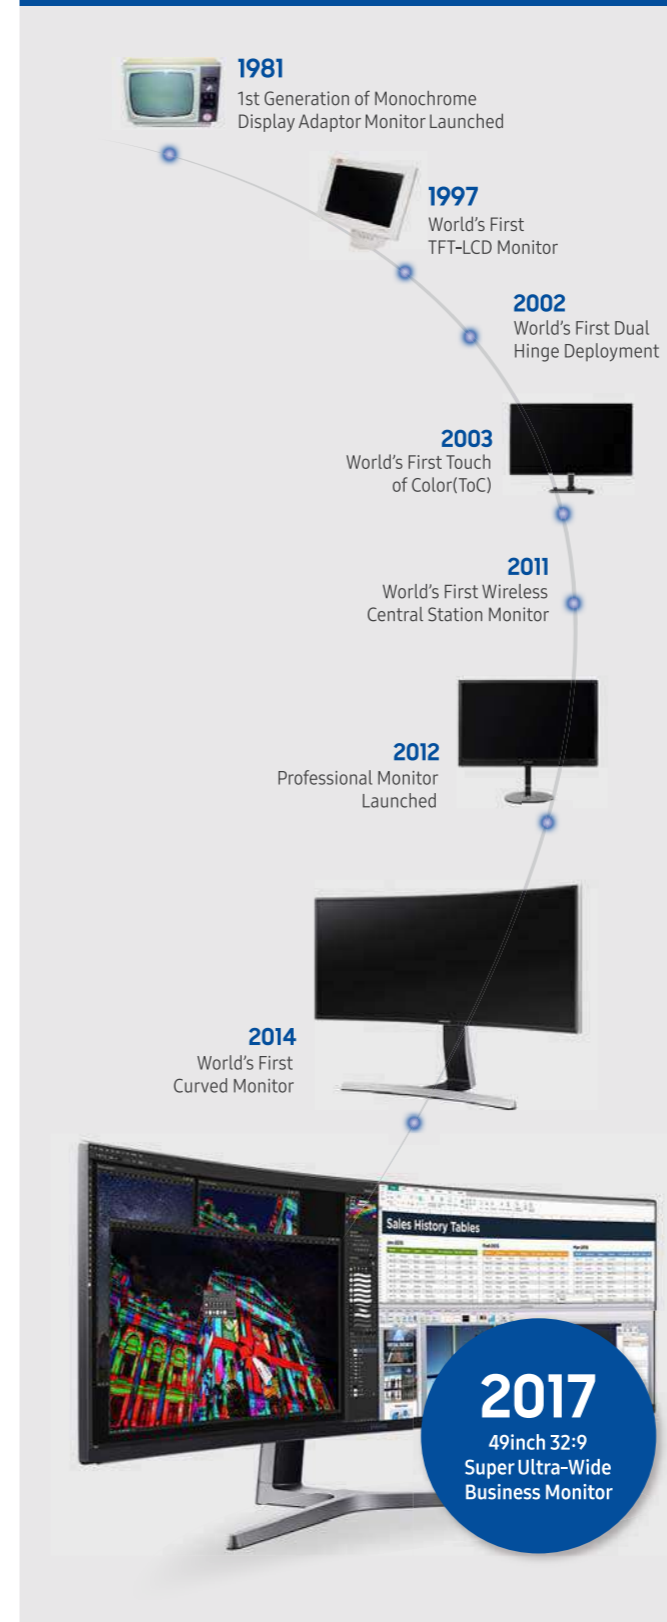 1981
1st Generation of Monochrome
Display Adaptor Monitor Launched
1997
World's First
TFT-LCD Monitor
2002
World's First Dual
Hinge Deployment
2003
World's First Touch
of Color(ToC)
2011
World's First Wireless
Central Station Monitor
2012
Professional Monitor
Launched
2014
World's First
Curved Monitor
Sales History Tables
2017
49inch 32:9
Super Ultra-Wide
Business Monitor